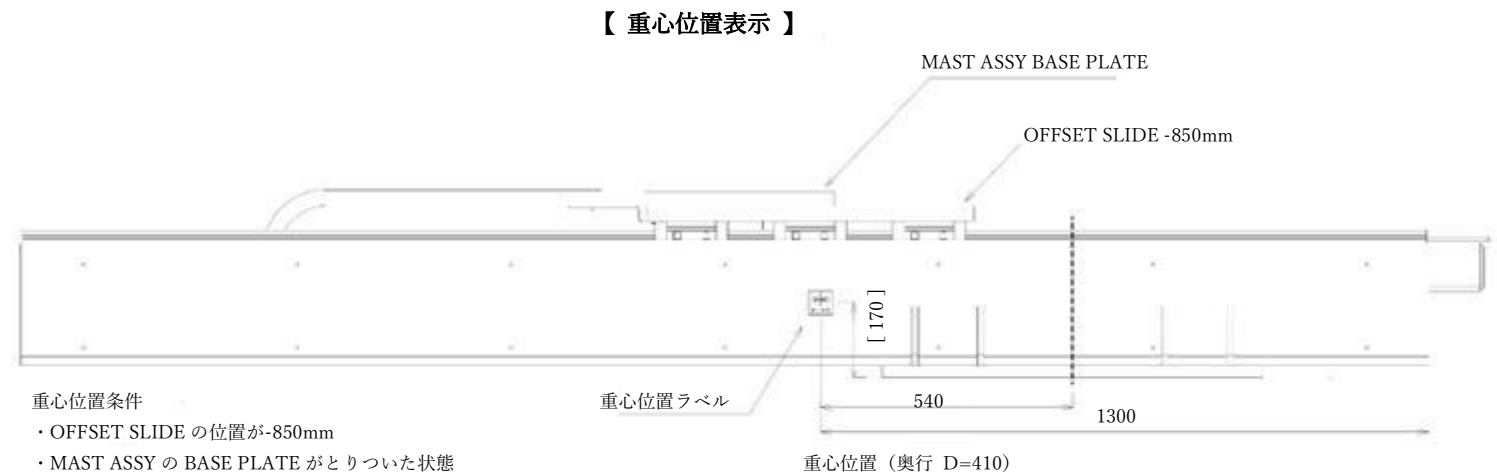 【 重心位置表示 】
MAST ASSY BASE PLATE
OFFSET SLIDE -850mm
[ 170 ]
重心位置条件
・OFFSET SLIDE の位置が-850mm
・MAST ASSY の BASE PLATE がとりついた状態
重心位置ラベル
540
1300
重心位置（奥行 D=410）